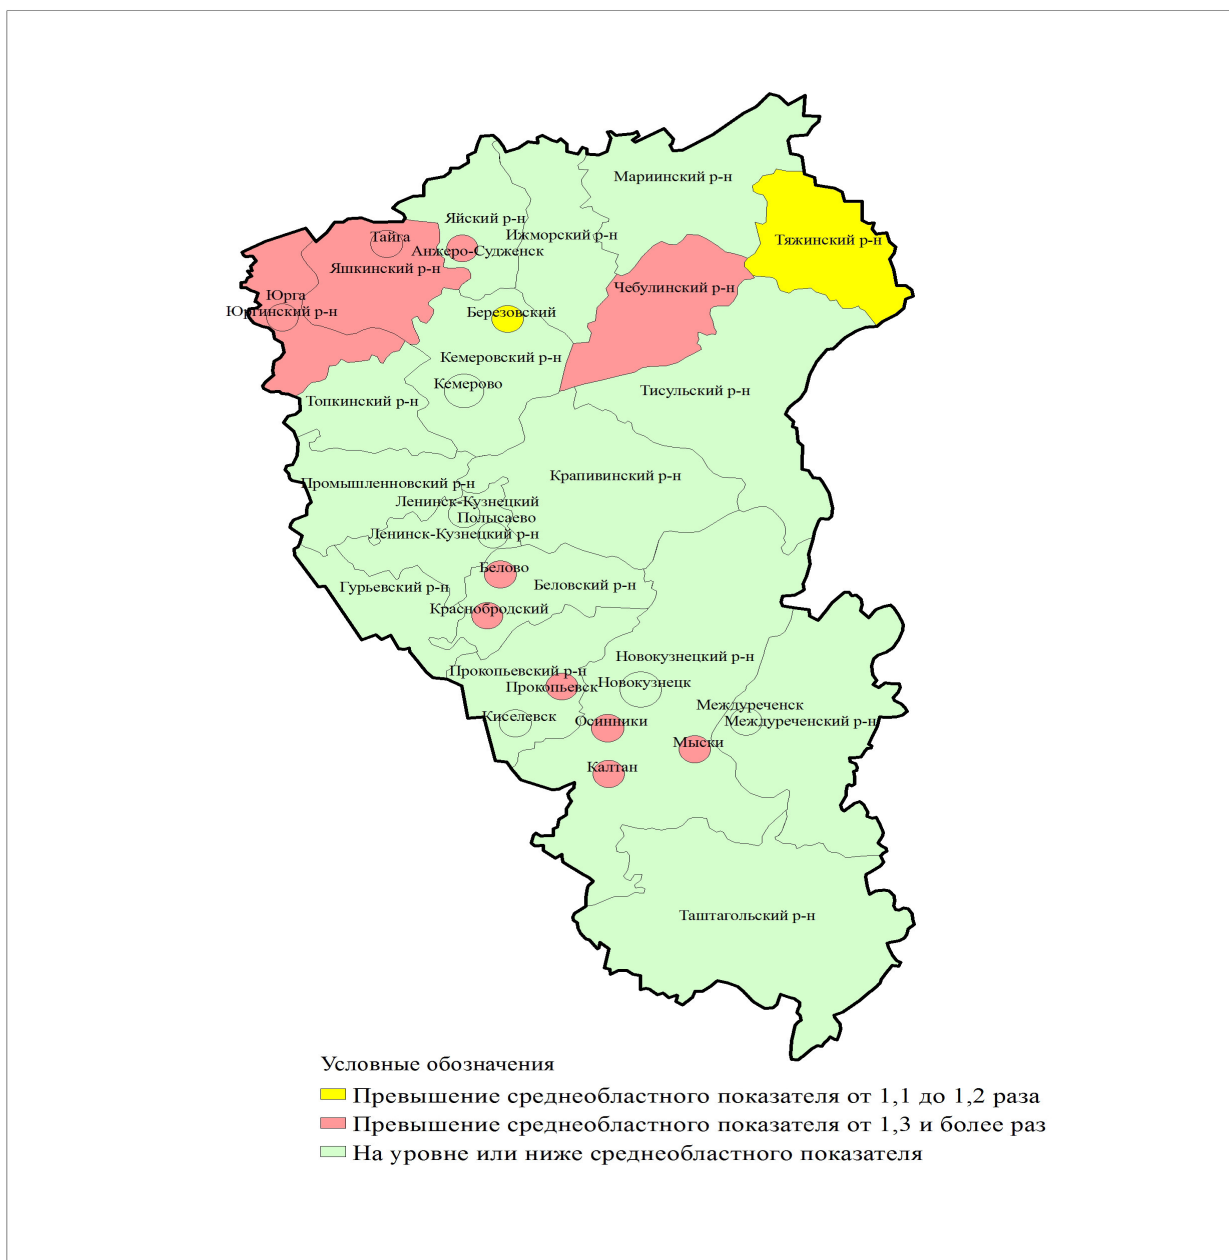 Мариинский р-н
Яйский р-н
Ижморский р-н
Тайга
Анжеро-Судженск
Тяжинский р-н
Яшкинский р-н
Чебулинский р-н
Юрга
Юргинский р-н
Березовский
Кемеровский р-н
Кемерово
Тисульский р-н
Топкинский р-н
Крапивинский р-н
Промышленновский р-н
Ленинск-Кузнецкий
Полысаево
Ленинск-Кузнецкий р-н
Белово
Беловский р-н
Гурьевский р-н
Краснобродский
Новокузнецкий р-н
Прокопьевский р-н
Прокопьевск
Новокузнецк
Междуреченск
Киселевск
Осинники
Междуреченский р-н
Мыски
Калтан
Таштагольский р-н
Условные обозначения
Превышение среднеобластного показателя от 1,1 до 1,2 раза
Превышение среднеобластного показателя от 1,3 и более раз
На уровне или ниже среднеобластного показателя